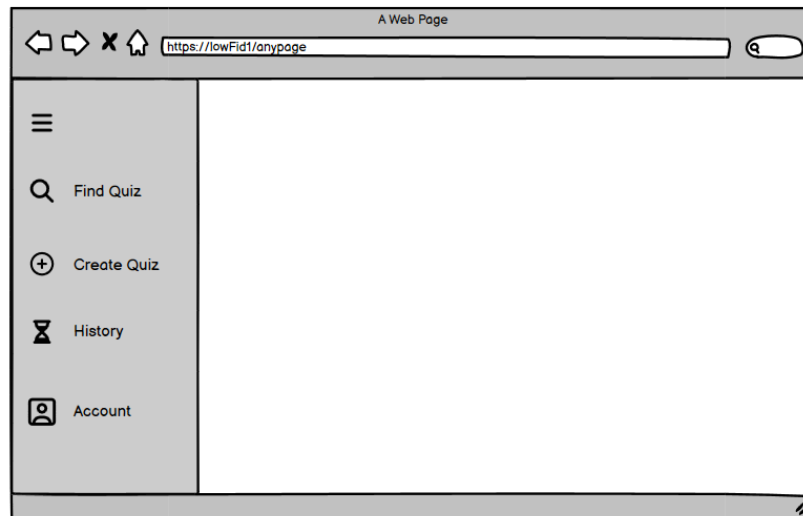 A Web Page
https://lowFid1/anypage
Find Quiz
Create Quiz
History
Account